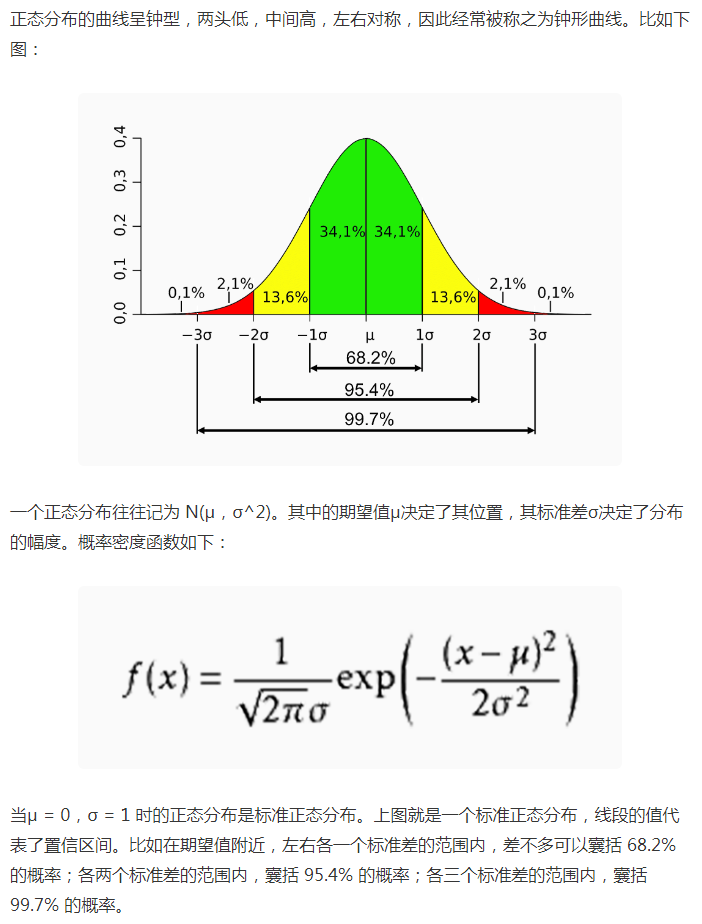 正态分布的曲线呈钟型，两头低，中间高，左右对称，因此经常被称之为钟形曲线。比如下
图：
0,4
0,3
0,2
0,1
0,0
34,1% 34,1%
0,1% 2,1% 13,6% 13,6% 2,1% 0,1%
−3σ −2σ −1σ μ 1σ 2σ 3σ
68.2%
95.4%
99.7%
一个正态分布往往记为 N(μ，σ^2)。其中的期望值μ决定了其位置，其标准差σ决定了分布
的幅度。概率密度函数如下：
f(x) = 1/(√2π σ) exp(−(x − μ)²/2σ²)
当μ = 0，σ = 1 时的正态分布是标准正态分布。上图就是一个标准正态分布，线段的值代
表了置信区间。比如在期望值附近，左右各一个标准差的范围内，差不多可以囊括 68.2%
的概率；各两个标准差的范围内，囊括 95.4% 的概率；各三个标准差的范围内，囊括
99.7% 的概率。